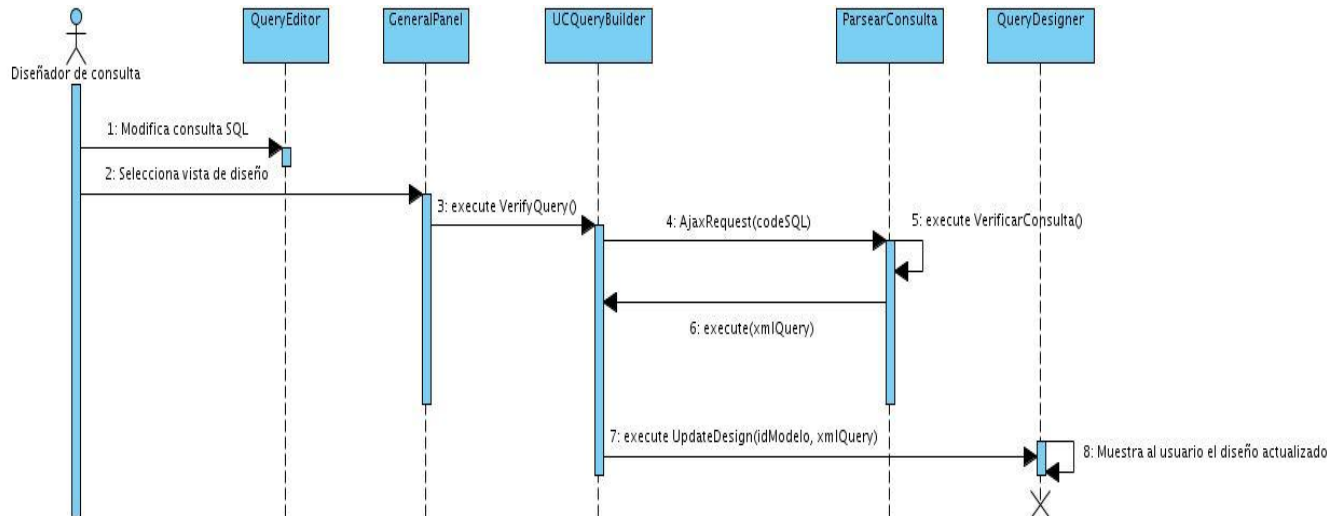 QueryEditor
GeneralPanel
UCQueryBuilder
ParsearConsulta
QueryDesigner
Diseñador de consulta
1: Modifica consulta SQL
2: Selecciona vista de diseño
3: execute VerifyQuery()
4: AjaxRequest(codeSQL)
5: execute VerificarConsulta()
6: execute(xmlQuery)
7: execute UpdateDesign(idModelo, xmlQuery)
8: Muestra al usuario el diseño actualizado